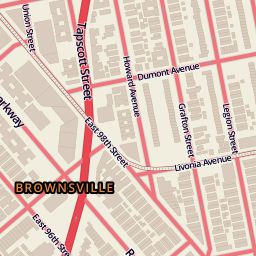 Union Street
Tapscott Street
Howard Avenue
Dumont Avenue
Grafton Street
Legion Street
East 98th Street
Livonia Avenue
BROWNSVILLE
East 96th Street